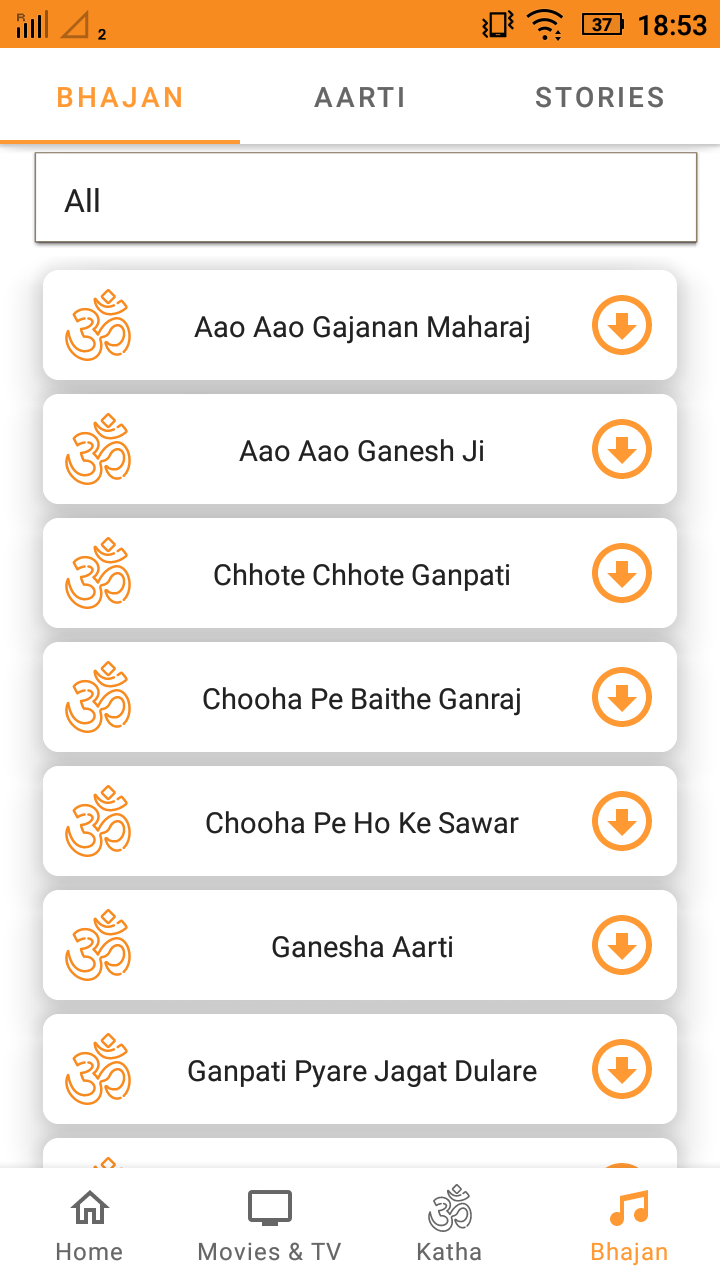 R 2 37 18:53
BHAJAN AARTI STORIES
All
Aao Aao Gajanan Maharaj
Aao Aao Ganesh Ji
Chhote Chhote Ganpati
Chooha Pe Baithe Ganraj
Chooha Pe Ho Ke Sawar
Ganesha Aarti
Ganpati Pyare Jagat Dulare
Home Movies & TV Katha Bhajan